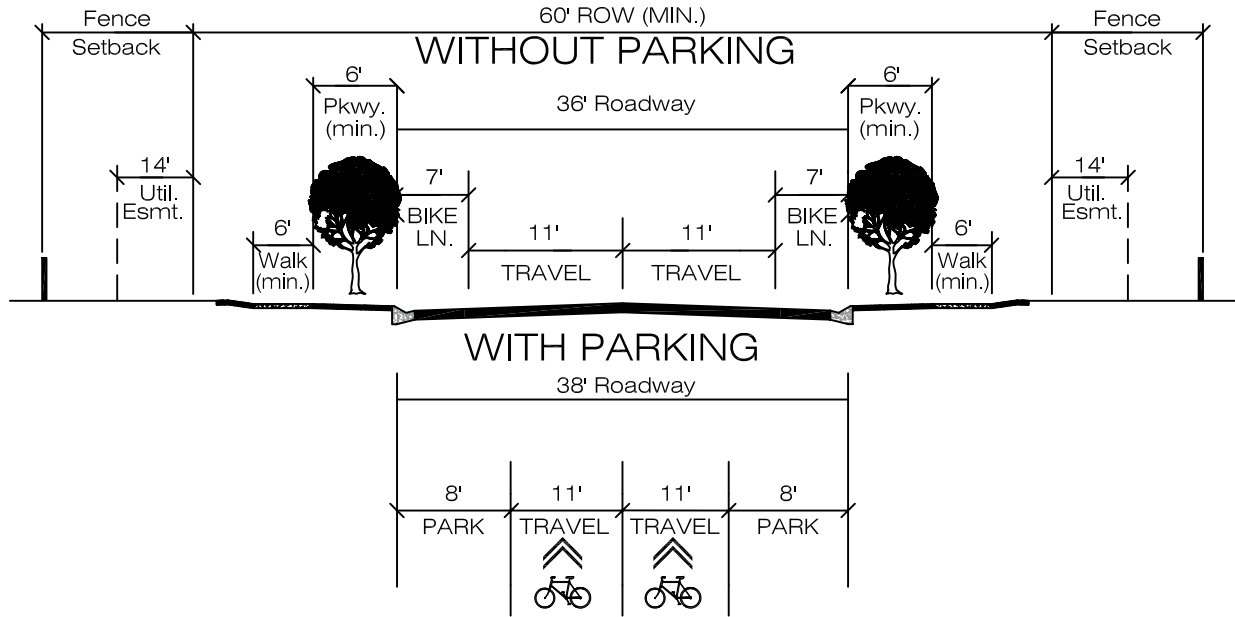 Fence
Setback
60' ROW (MIN.)
Fence
Setback
WITHOUT PARKING
6'
Pkwy.
(min.)
36' Roadway
6'
Pkwy.
(min.)
14'
Util.
Esmt.
7'
BIKE
LN.
7'
BIKE
LN.
14'
Util.
Esmt.
6'
Walk
(min.)
11'
TRAVEL
11'
TRAVEL
6'
Walk
(min.)
WITH PARKING
38' Roadway
8'
PARK
11'
TRAVEL
11'
TRAVEL
8'
PARK